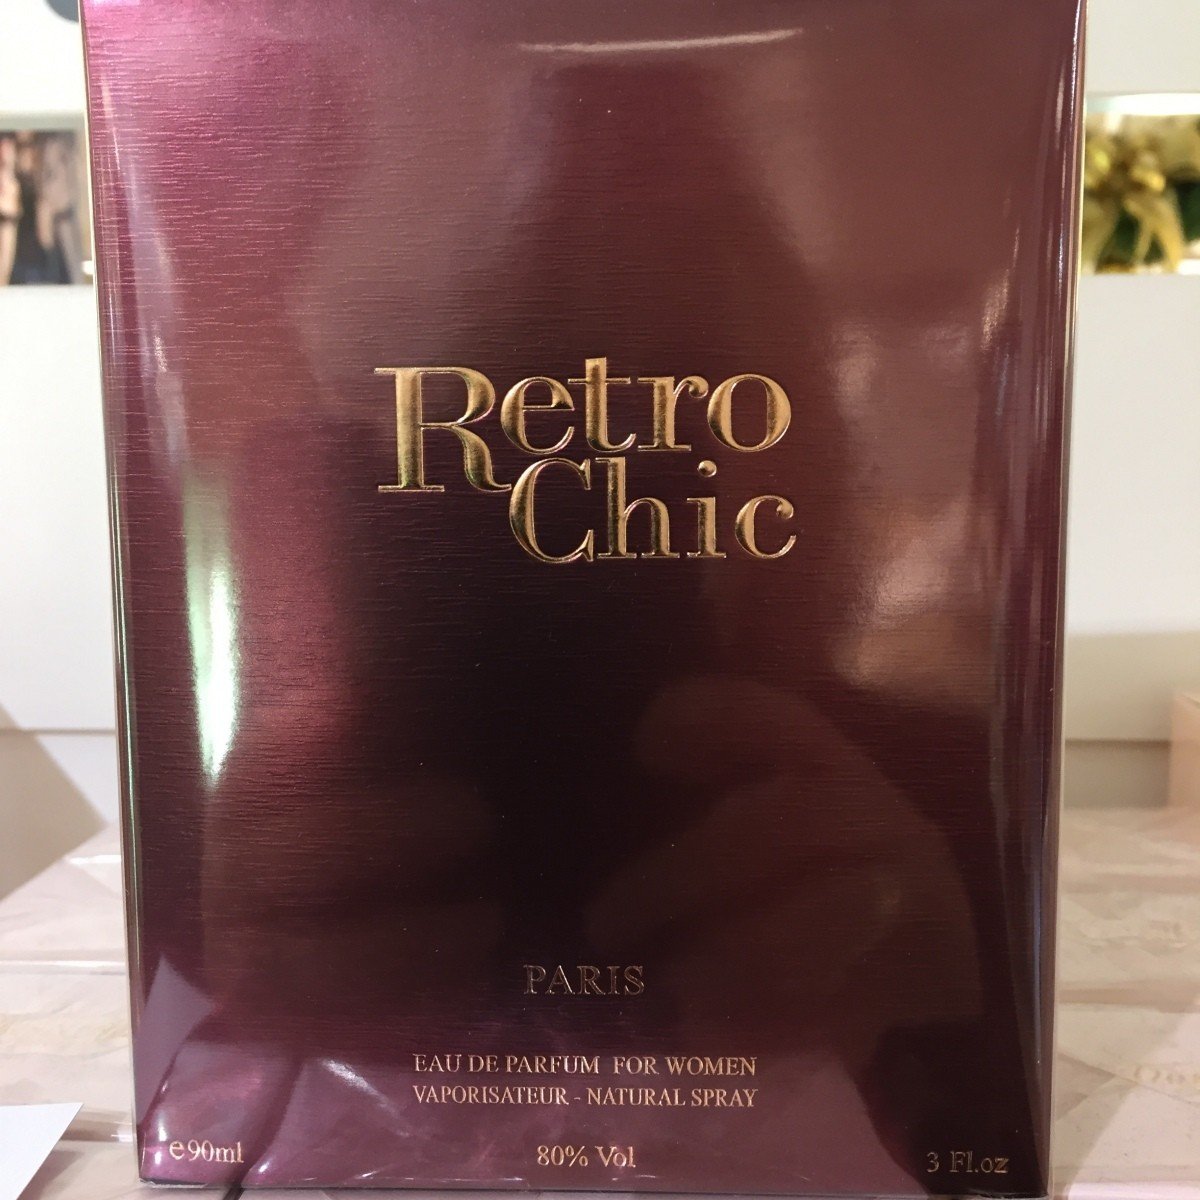 Retro
Chic
PARIS
EAU DE PARFUM FOR WOMEN
VAPORISATEUR - NATURAL SPRAY
℮90ml 80% Vol 3 Fl.oz